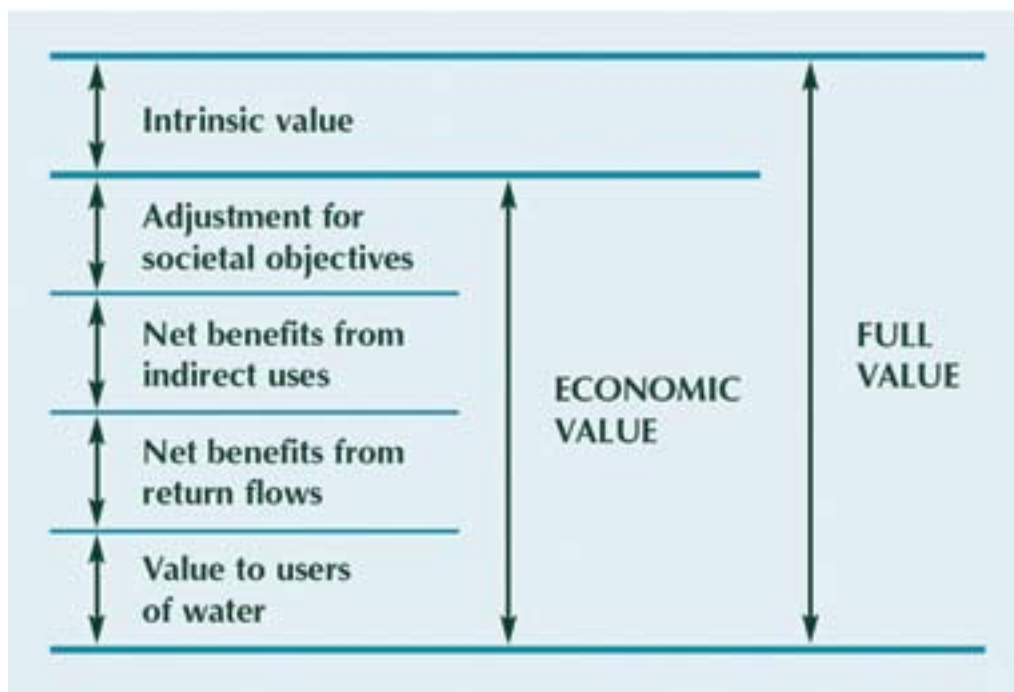 Intrinsic value
Adjustment for
societal objectives
Net benefits from
indirect uses
Net benefits from
return flows
Value to users
of water
ECONOMIC
VALUE
FULL
VALUE